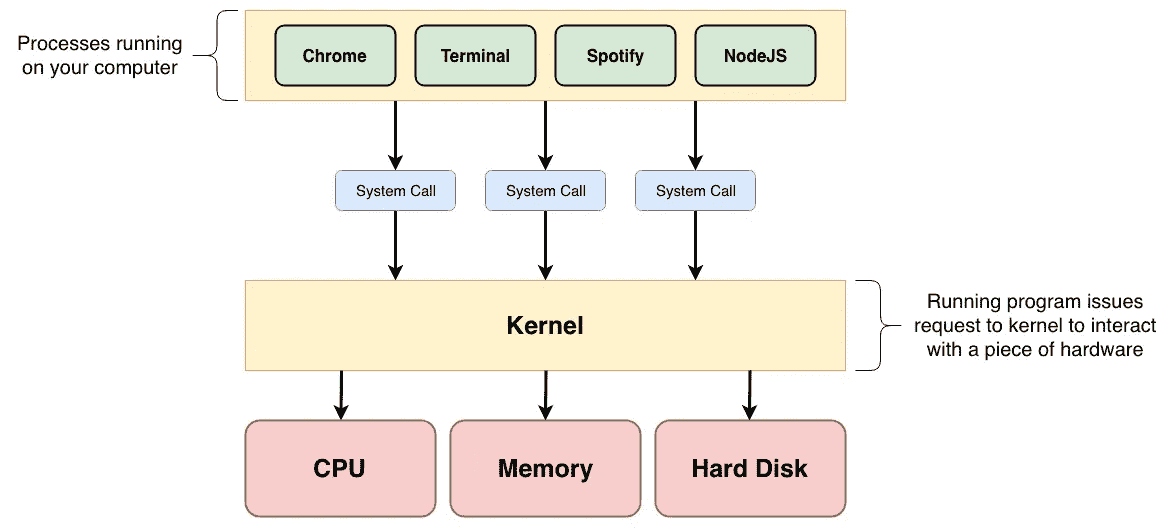 Processes running
on your computer
Chrome
Terminal
Spotify
NodeJS
System Call
System Call
System Call
Kernel
Running program issues
request to kernel to interact
with a piece of hardware
CPU
Memory
Hard Disk